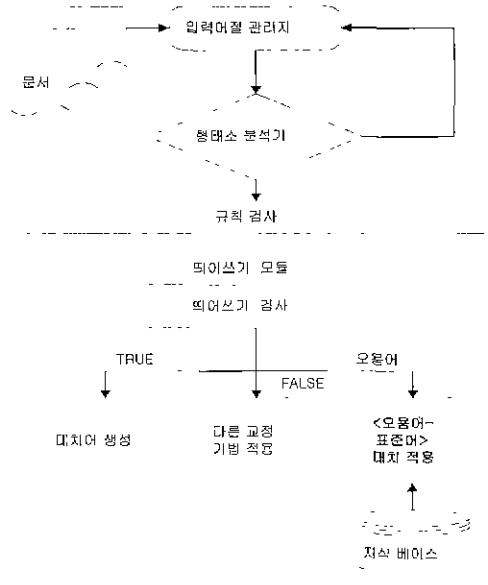 입력어절 관리자
문서
형태소 분석기
규칙 검사
띄어쓰기 모듈
띄어쓰기 검사
TRUE
FALSE
오용어
대치어 생성
다른 교정
기법 적용
<오용어-
표준어>
대치 적용
지식 베이스